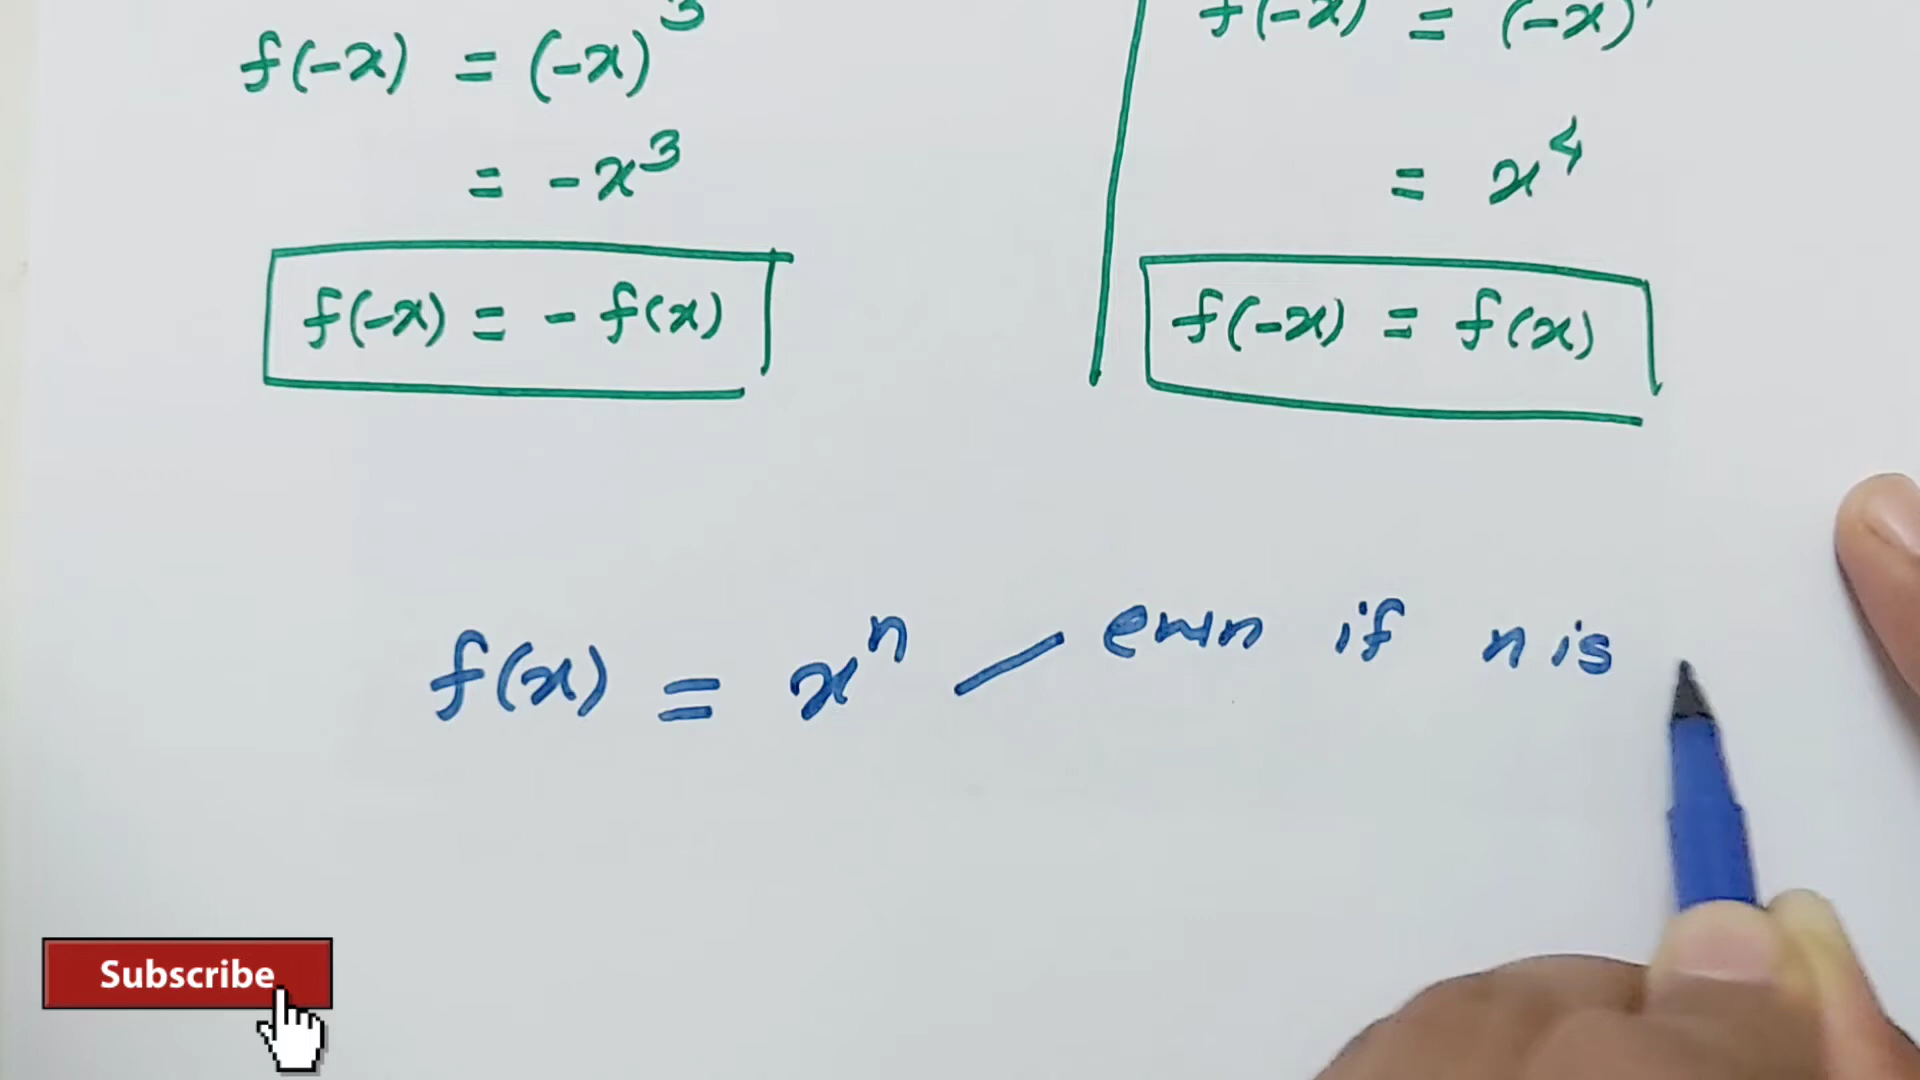 f(-x) = (-x)³
= -x³
f(-x) = - f(x)
f(-x) = (-x)
= x⁴
f(-x) = f(x)
f(x) = xⁿ — even if n is
Subscribe